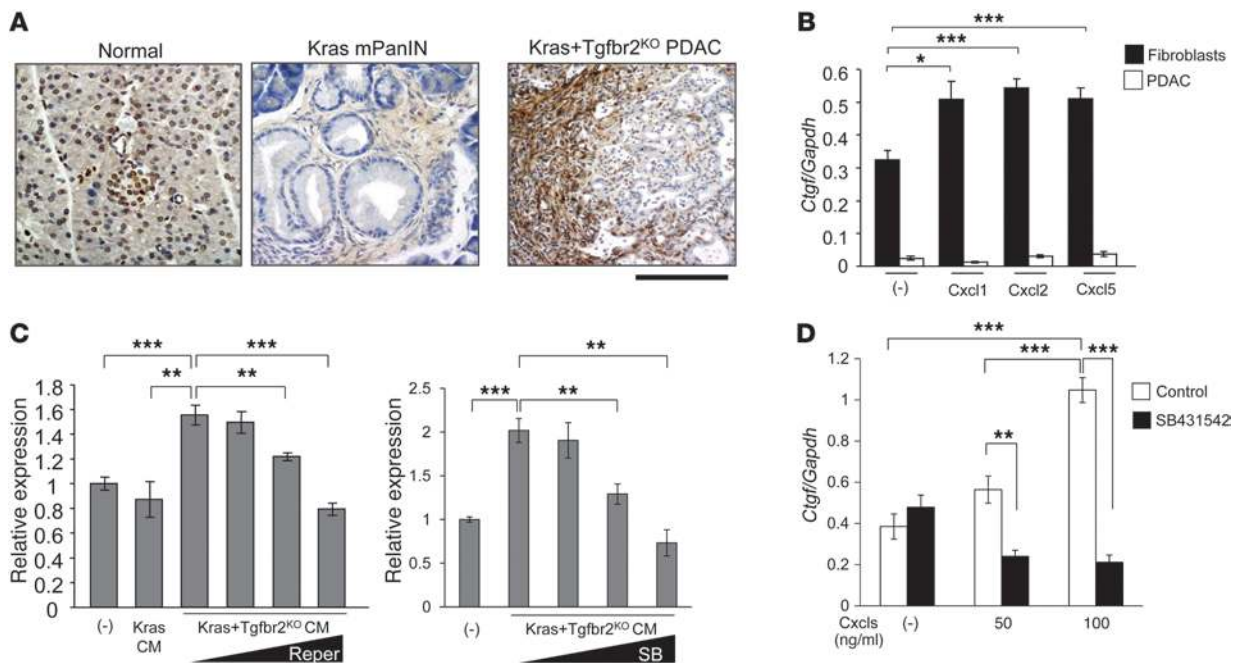 A
Normal
Kras mPanIN
Kras+Tgfbr2KO PDAC
B
***
***
*
Fibroblasts
PDAC
Ctgf/Gapdh
0.6
0.5
0.4
0.3
0.2
0.1
0
(-)
Cxcl1
Cxcl2
Cxcl5
C
***
***
**
**
Relative expression
1.8
1.6
1.4
1.2
1
0.8
0.6
0.4
0.2
0
(-)
Kras
CM
Kras+Tgfbr2KO CM
Reper
**
***
**
Relative expression
2.5
2
1.5
1
0.5
0
(-)
Kras+Tgfbr2KO CM
SB
D
***
***
***
**
Control
SB431542
Ctgf/Gapdh
1.2
1
0.8
0.6
0.4
0.2
0
Cxcls
(ng/ml)
(-)
50
100